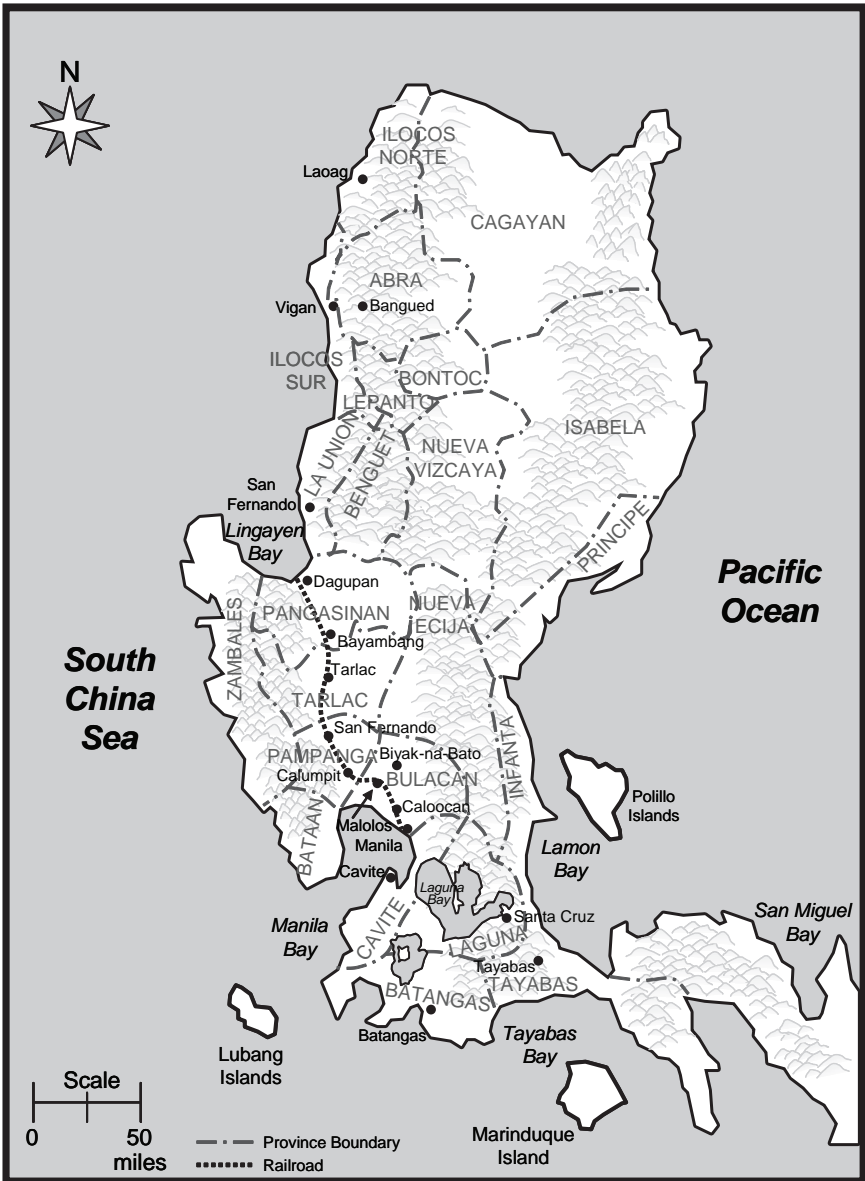 N
ILOCOS
NORTE
Laoag
CAGAYAN
ABRA
Vigan
Bangued
ILOCOS
SUR
BONTOC
LEPANTO
LA UNION
BENGUET
NUEVA
VIZCAYA
ISABELA
San
Fernando
Lingayen
Bay
PRINCIPE
Dagupan
PANGASINAN
NUEVA
ECIJA
Pacific
Ocean
ZAMBALES
Bayambang
South
China
Sea
Tarlac
TARLAC
San Fernando
PAMPANGA
Biyak-na-Bato
Calumpit
BULACAN
INFANTA
Caloocan
Polillo
Islands
BATAAN
Malolos
Manila
Lamon
Bay
Cavite
Laguna
Bay
Manila
Bay
CAVITE
Santa Cruz
San Miguel
Bay
LAGUNA
Tayabas
TAYABAS
BATANGAS
Batangas
Tayabas
Bay
Lubang
Islands
Scale
0 50
miles
Marinduque
Island
Province Boundary
Railroad